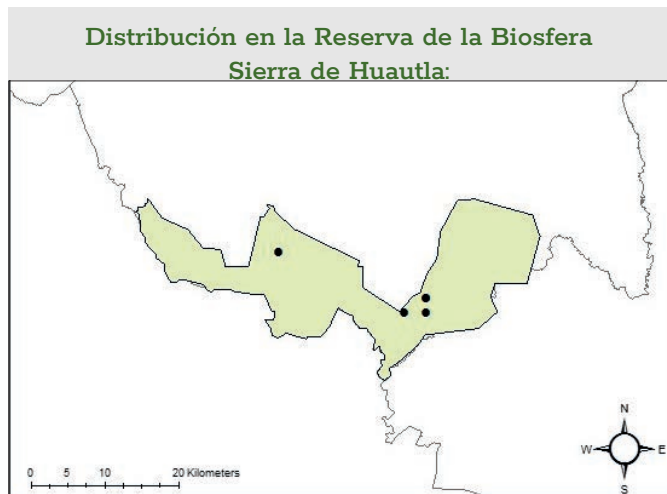 Distribución en la Reserva de la Biosfera
Sierra de Huautla:
N
W E
S
0 5 10 20 Kilometers